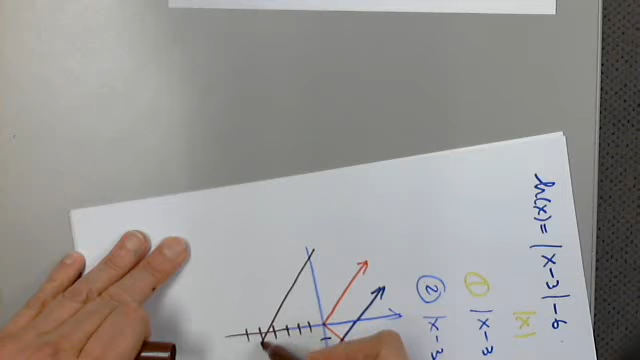 h(x) = |x-3|-6
|x|
① |x-3
② |x-3